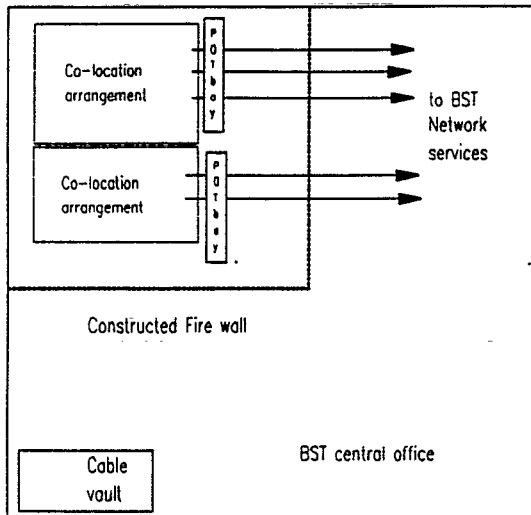 Co-location
arrangement
POT bay
to BST
Network
services
Co-location
arrangement
POT bay
Constructed Fire wall
BST central office
Cable
vault